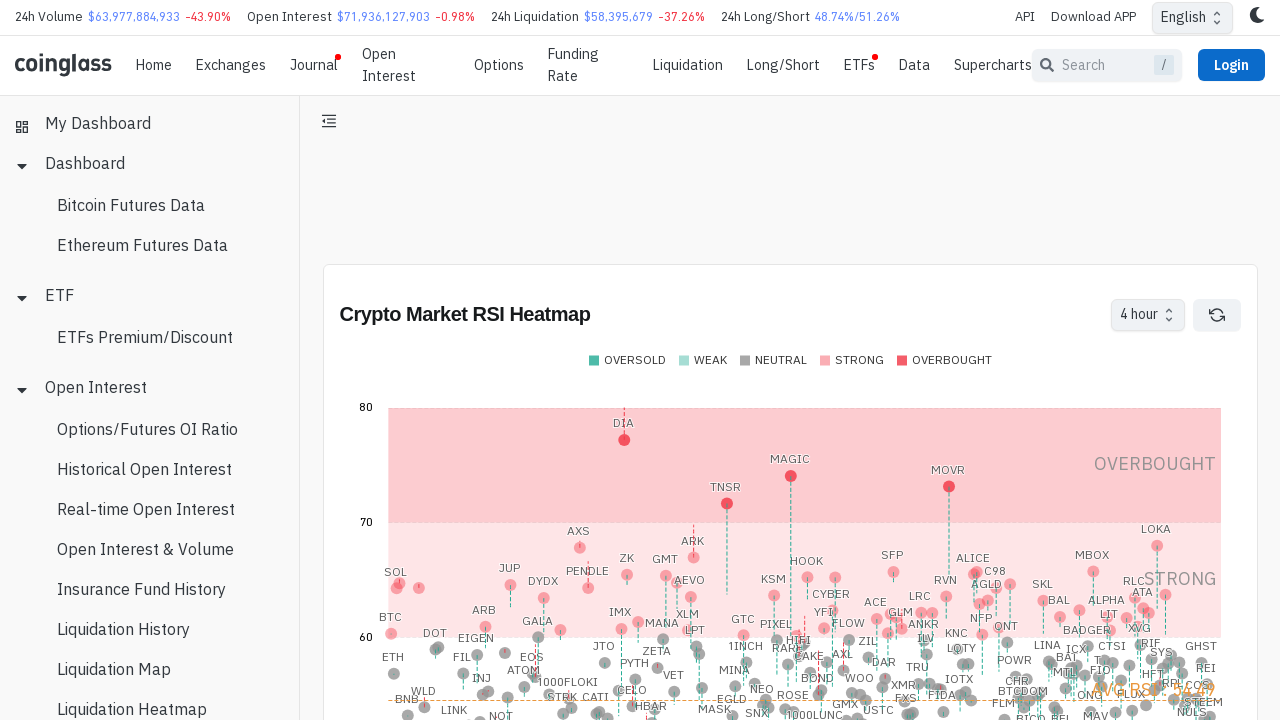 24h Volume $63,977,884,933 -43.90% Open Interest $71,936,127,903 -0.98% 24h Liquidation $58,395,679 -37.26% 24h Long/Short 48.74%/51.26% API Download APP English
coinglass Home Exchanges Journal Open Interest Options Funding Rate Liquidation Long/Short ETFs Data Supercharts Search / Login
My Dashboard
Dashboard
Bitcoin Futures Data
Ethereum Futures Data
ETF
ETFs Premium/Discount
Open Interest
Options/Futures OI Ratio
Historical Open Interest
Real-time Open Interest
Open Interest & Volume
Insurance Fund History
Liquidation History
Liquidation Map
Liquidation Heatmap
Crypto Market RSI Heatmap 4 hour
OVERSOLD WEAK NEUTRAL STRONG OVERBOUGHT
80
DIA
MAGIC OVERBOUGHT
MOVR
TNSR
70
AXS LOKA
ARK
ZK GMT HOOK SFP ALICE MBOX
SOL JUP PENDLE C98 STRONG
DYDX AEVO KSM RVN AGLD SKL RLC
CYBER LRC ATA
ARB IMX XLM YFI ACE GLM BAL ALPHA
BTC GALA MANA GTC PIXEL FLOW ANKR NFP QNT LIT
60
DOT EIGEN LPT HIFI ZIL ILV KNC BADGER XVG
JTO ZETA 1INCH LINA CTSI GHST
ETH FIL EOS PYTH AXL DAR LQTY POWR ICX SYS
INJ ATOM VET MINA TRU BAT REI
1000FLOKI BOND WOO XMR IOTX CHR MTL HFT
WLD CELO NEO ROSE FIDA BTCDOM COS
BNB STRK CATI EGLD FXS ONG AVG RSI : 54.49
LINK HBAR MASK SNX GMX USTC STEEM
NOT 1000LUNC MAV